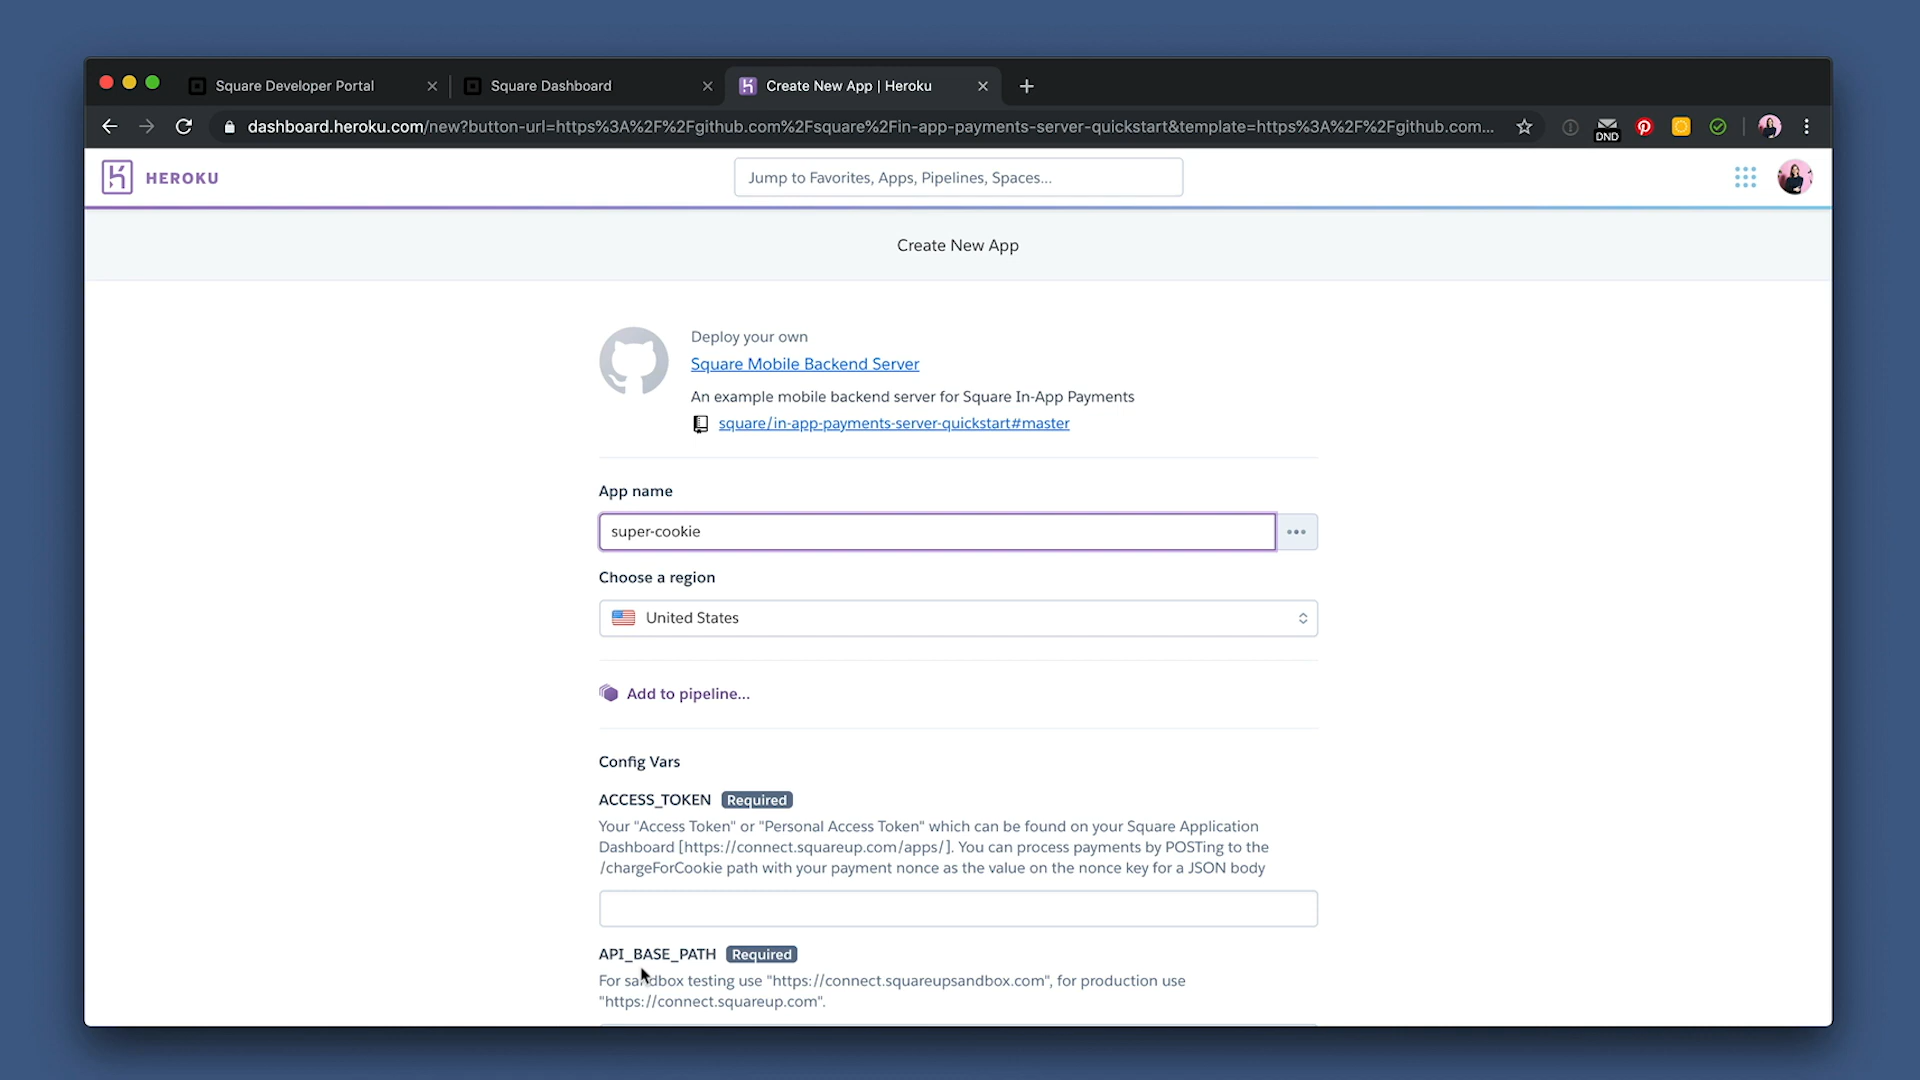 Square Developer Portal
Square Dashboard
Create New App | Heroku
dashboard.heroku.com/new?button-url=https%3A%2F%2Fgithub.com%2Fsquare%2Fin-app-payments-server-quickstart&template=https%3A%2F%2Fgithub.com...
DND
HEROKU
Jump to Favorites, Apps, Pipelines, Spaces...
Create New App
Deploy your own
Square Mobile Backend Server
An example mobile backend server for Square In-App Payments
square/in-app-payments-server-quickstart#master
App name
super-cookie
Choose a region
United States
Add to pipeline...
Config Vars
ACCESS_TOKEN Required
Your "Access Token" or "Personal Access Token" which can be found on your Square Application
Dashboard [https://connect.squareup.com/apps/]. You can process payments by POSTing to the
/chargeForCookie path with your payment nonce as the value on the nonce key for a JSON body
API_BASE_PATH Required
For sandbox testing use "https://connect.squareupsandbox.com", for production use
"https://connect.squareup.com".